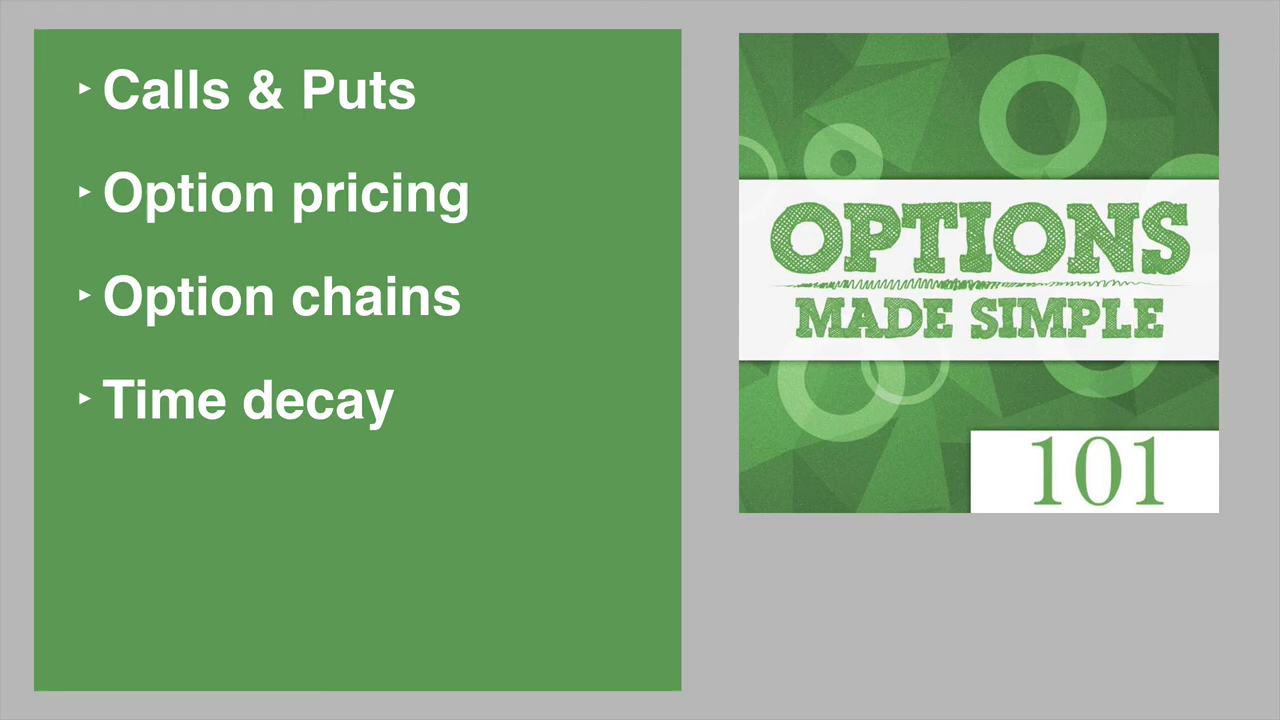 ‣ Calls & Puts
‣ Option pricing
‣ Option chains
‣ Time decay
OPTIONS
MADE SIMPLE
101